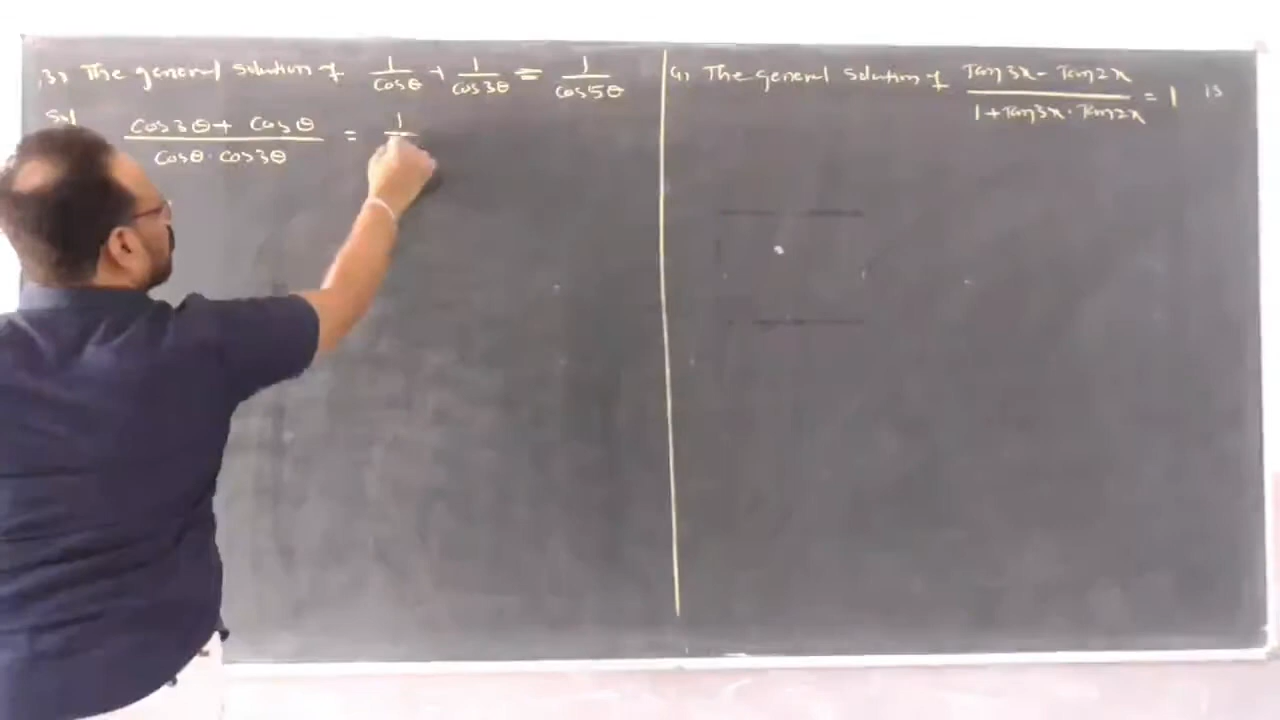 3) The general solution of 1/cosθ + 1/cos3θ = 1/cos5θ
Sol
cos3θ + cosθ / cosθ · cos3θ = 1
4) The general solution of Tan3x - Tan2x / 1+Tan3x · Tan2x = 1 is